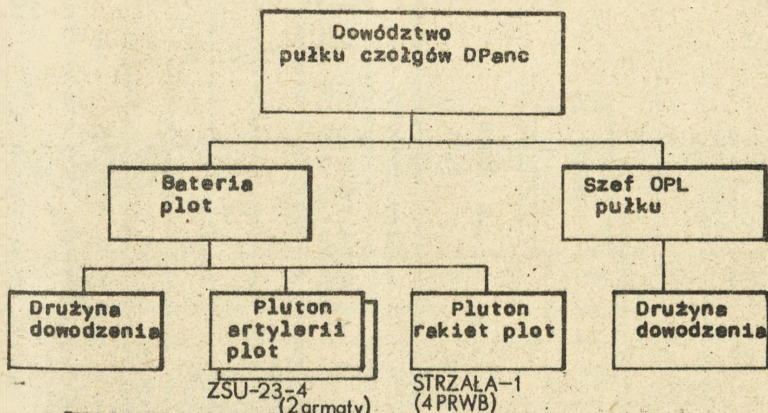 Dowództwo
pułku czołgów DPanc
Bateria
plot
Szef OPL
pułku
Drużyna
dowodzenia
Pluton
artylerii
plot
Pluton
rakiet plot
Drużyna
dowodzenia
ZSU-23-4
(2armaty)
STRZAŁA-1
(4PRWB)